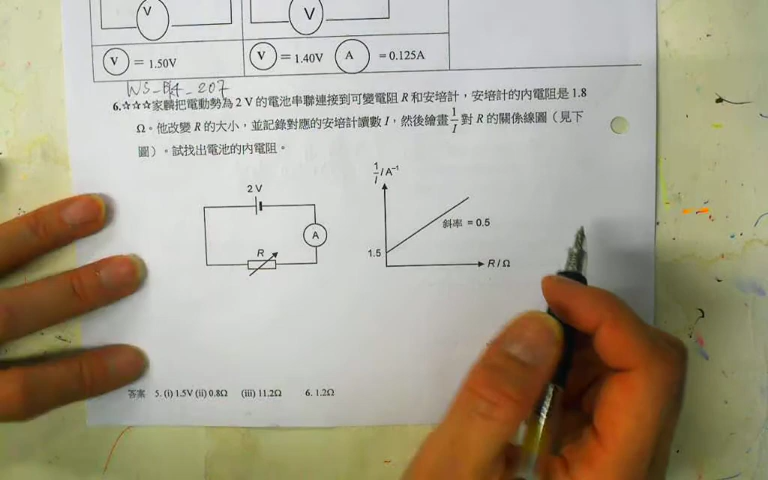 V
V
V = 1.50V
V = 1.40V A = 0.125A
WS_B4_207
6.☆☆☆家麟把電動勢為 2 V 的電池串聯連接到可變電阻 R 和安培計,安培計的內電阻是 1.8
Ω。他改變 R 的大小,並記錄對應的安培計讀數 I,然後繪畫 1/I 對 R 的關係線圖(見下
圖)。試找出電池的內電阻。
2 V
A
R
1/I /A⁻¹
斜率 = 0.5
1.5
R / Ω
答案 5. (i) 1.5V (ii) 0.8Ω (iii) 11.2Ω 6. 1.2Ω